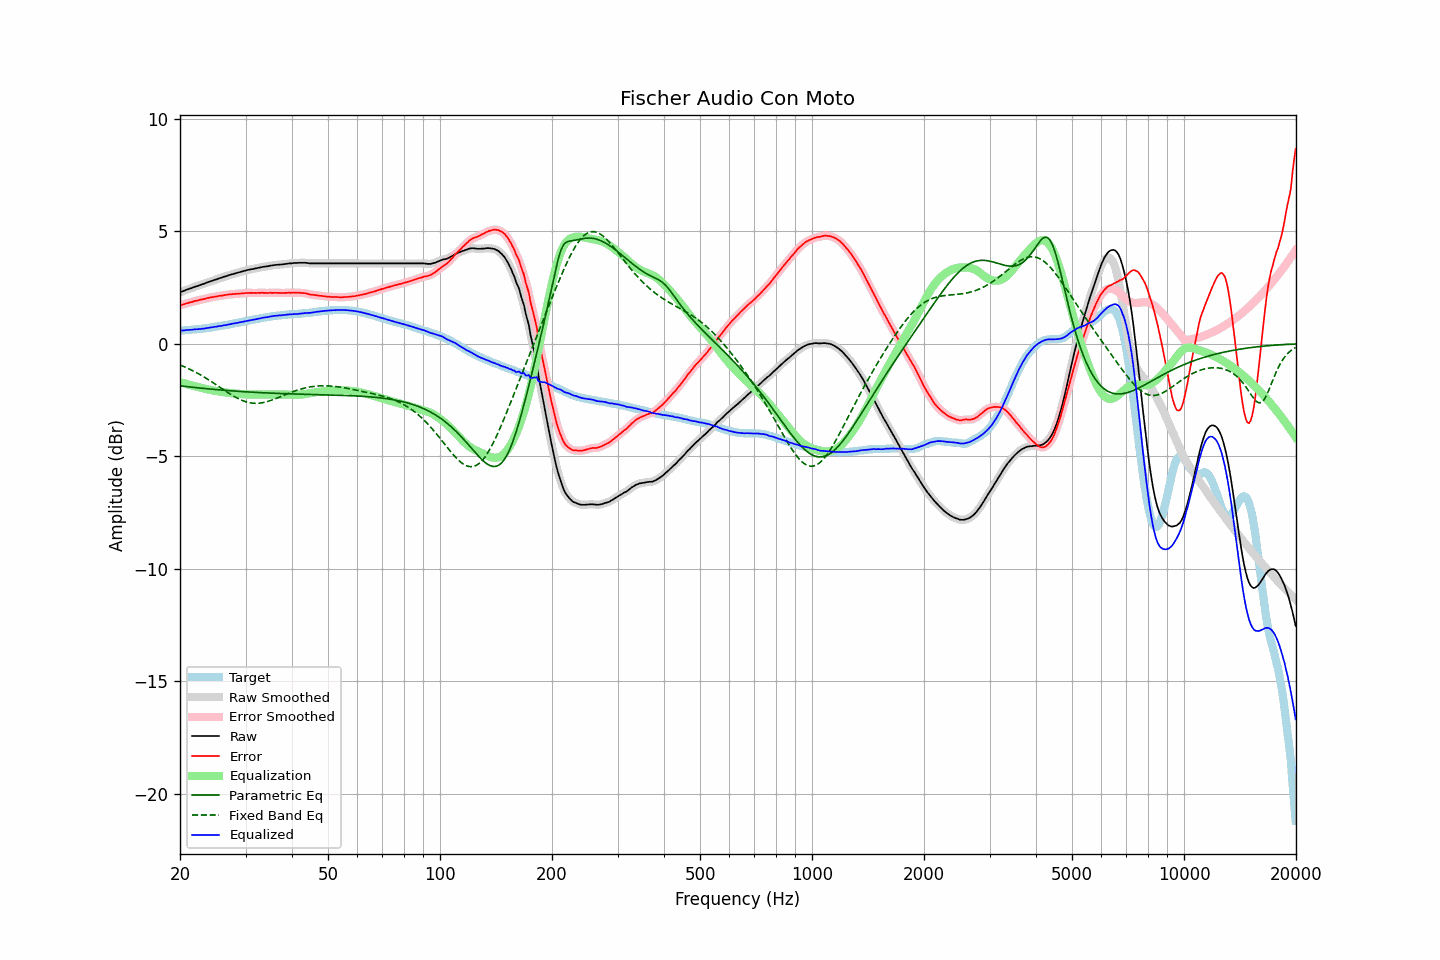 Fischer Audio Con Moto
Amplitude (dBr)
10
5
0
−5
−10
−15
−20
Target
Raw Smoothed
Error Smoothed
Raw
Error
Equalization
Parametric Eq
Fixed Band Eq
Equalized
20 50 100 200 500 1000 2000 5000 10000 20000
Frequency (Hz)